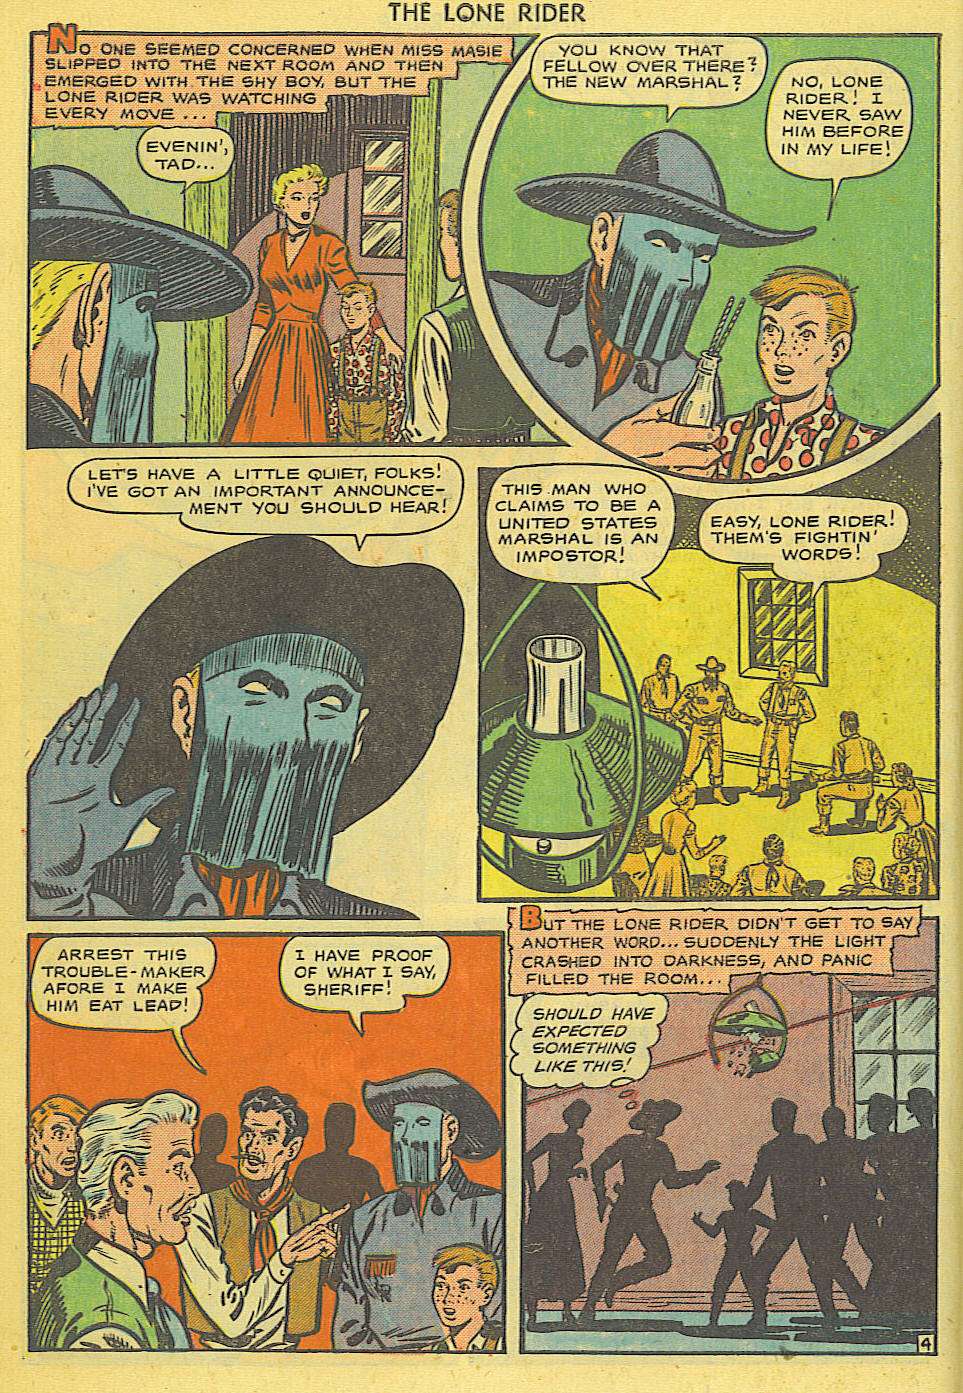 THE LONE RIDER
NO ONE SEEMED CONCERNED WHEN MISS MASIE
SLIPPED INTO THE NEXT ROOM AND THEN
EMERGED WITH THE SHY BOY, BUT THE
LONE RIDER WAS WATCHING
EVERY MOVE...
EVENIN',
TAD...
YOU KNOW THAT
FELLOW OVER THERE?
THE NEW MARSHAL?
NO, LONE
RIDER! I
NEVER SAW
HIM BEFORE
IN MY LIFE!
LET'S HAVE A LITTLE QUIET, FOLKS!
I'VE GOT AN IMPORTANT ANNOUNCE-
MENT YOU SHOULD HEAR!
THIS MAN WHO
CLAIMS TO BE A
UNITED STATES
MARSHAL IS AN
IMPOSTOR!
EASY, LONE RIDER!
THEM'S FIGHTIN'
WORDS!
ARREST THIS
TROUBLE-MAKER
AFORE I MAKE
HIM EAT LEAD!
I HAVE PROOF
OF WHAT I SAY,
SHERIFF!
BUT THE LONE RIDER DIDN'T GET TO SAY
ANOTHER WORD... SUDDENLY THE LIGHT
CRASHED INTO DARKNESS, AND PANIC
FILLED THE ROOM...
SHOULD HAVE
EXPECTED
SOMETHING
LIKE THIS!
4